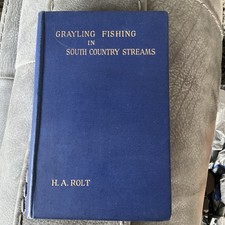 GRAYLING FISHING
IN
SOUTH COUNTRY STREAMS
H. A. ROLT